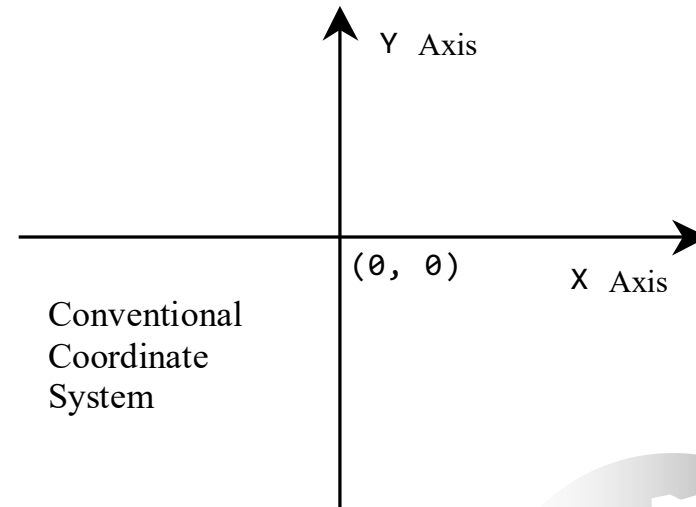 Y Axis
(0, 0)
X Axis
Conventional
Coordinate
System